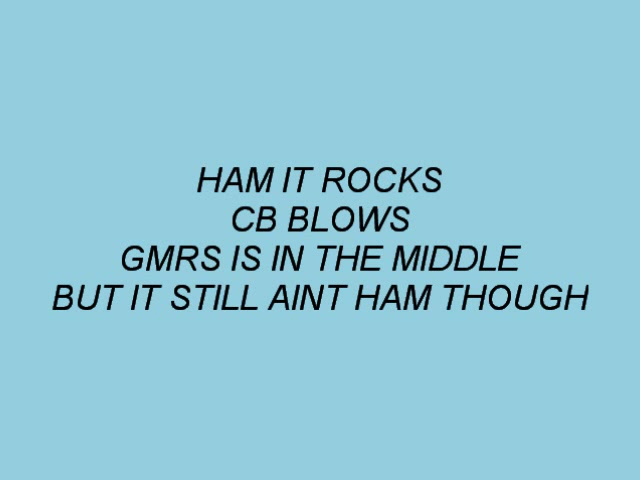 HAM IT ROCKS
CB BLOWS
GMRS IS IN THE MIDDLE
BUT IT STILL AINT HAM THOUGH